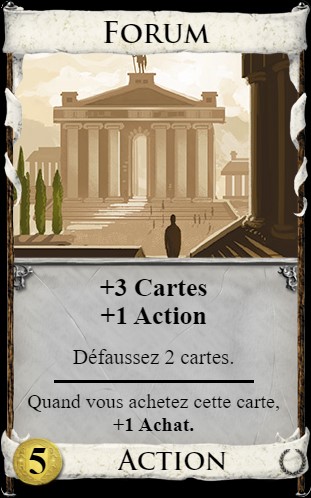 Forum
+3 Cartes
+1 Action
Défaussez 2 cartes.
Quand vous achetez cette carte,
+1 Achat.
5
Action